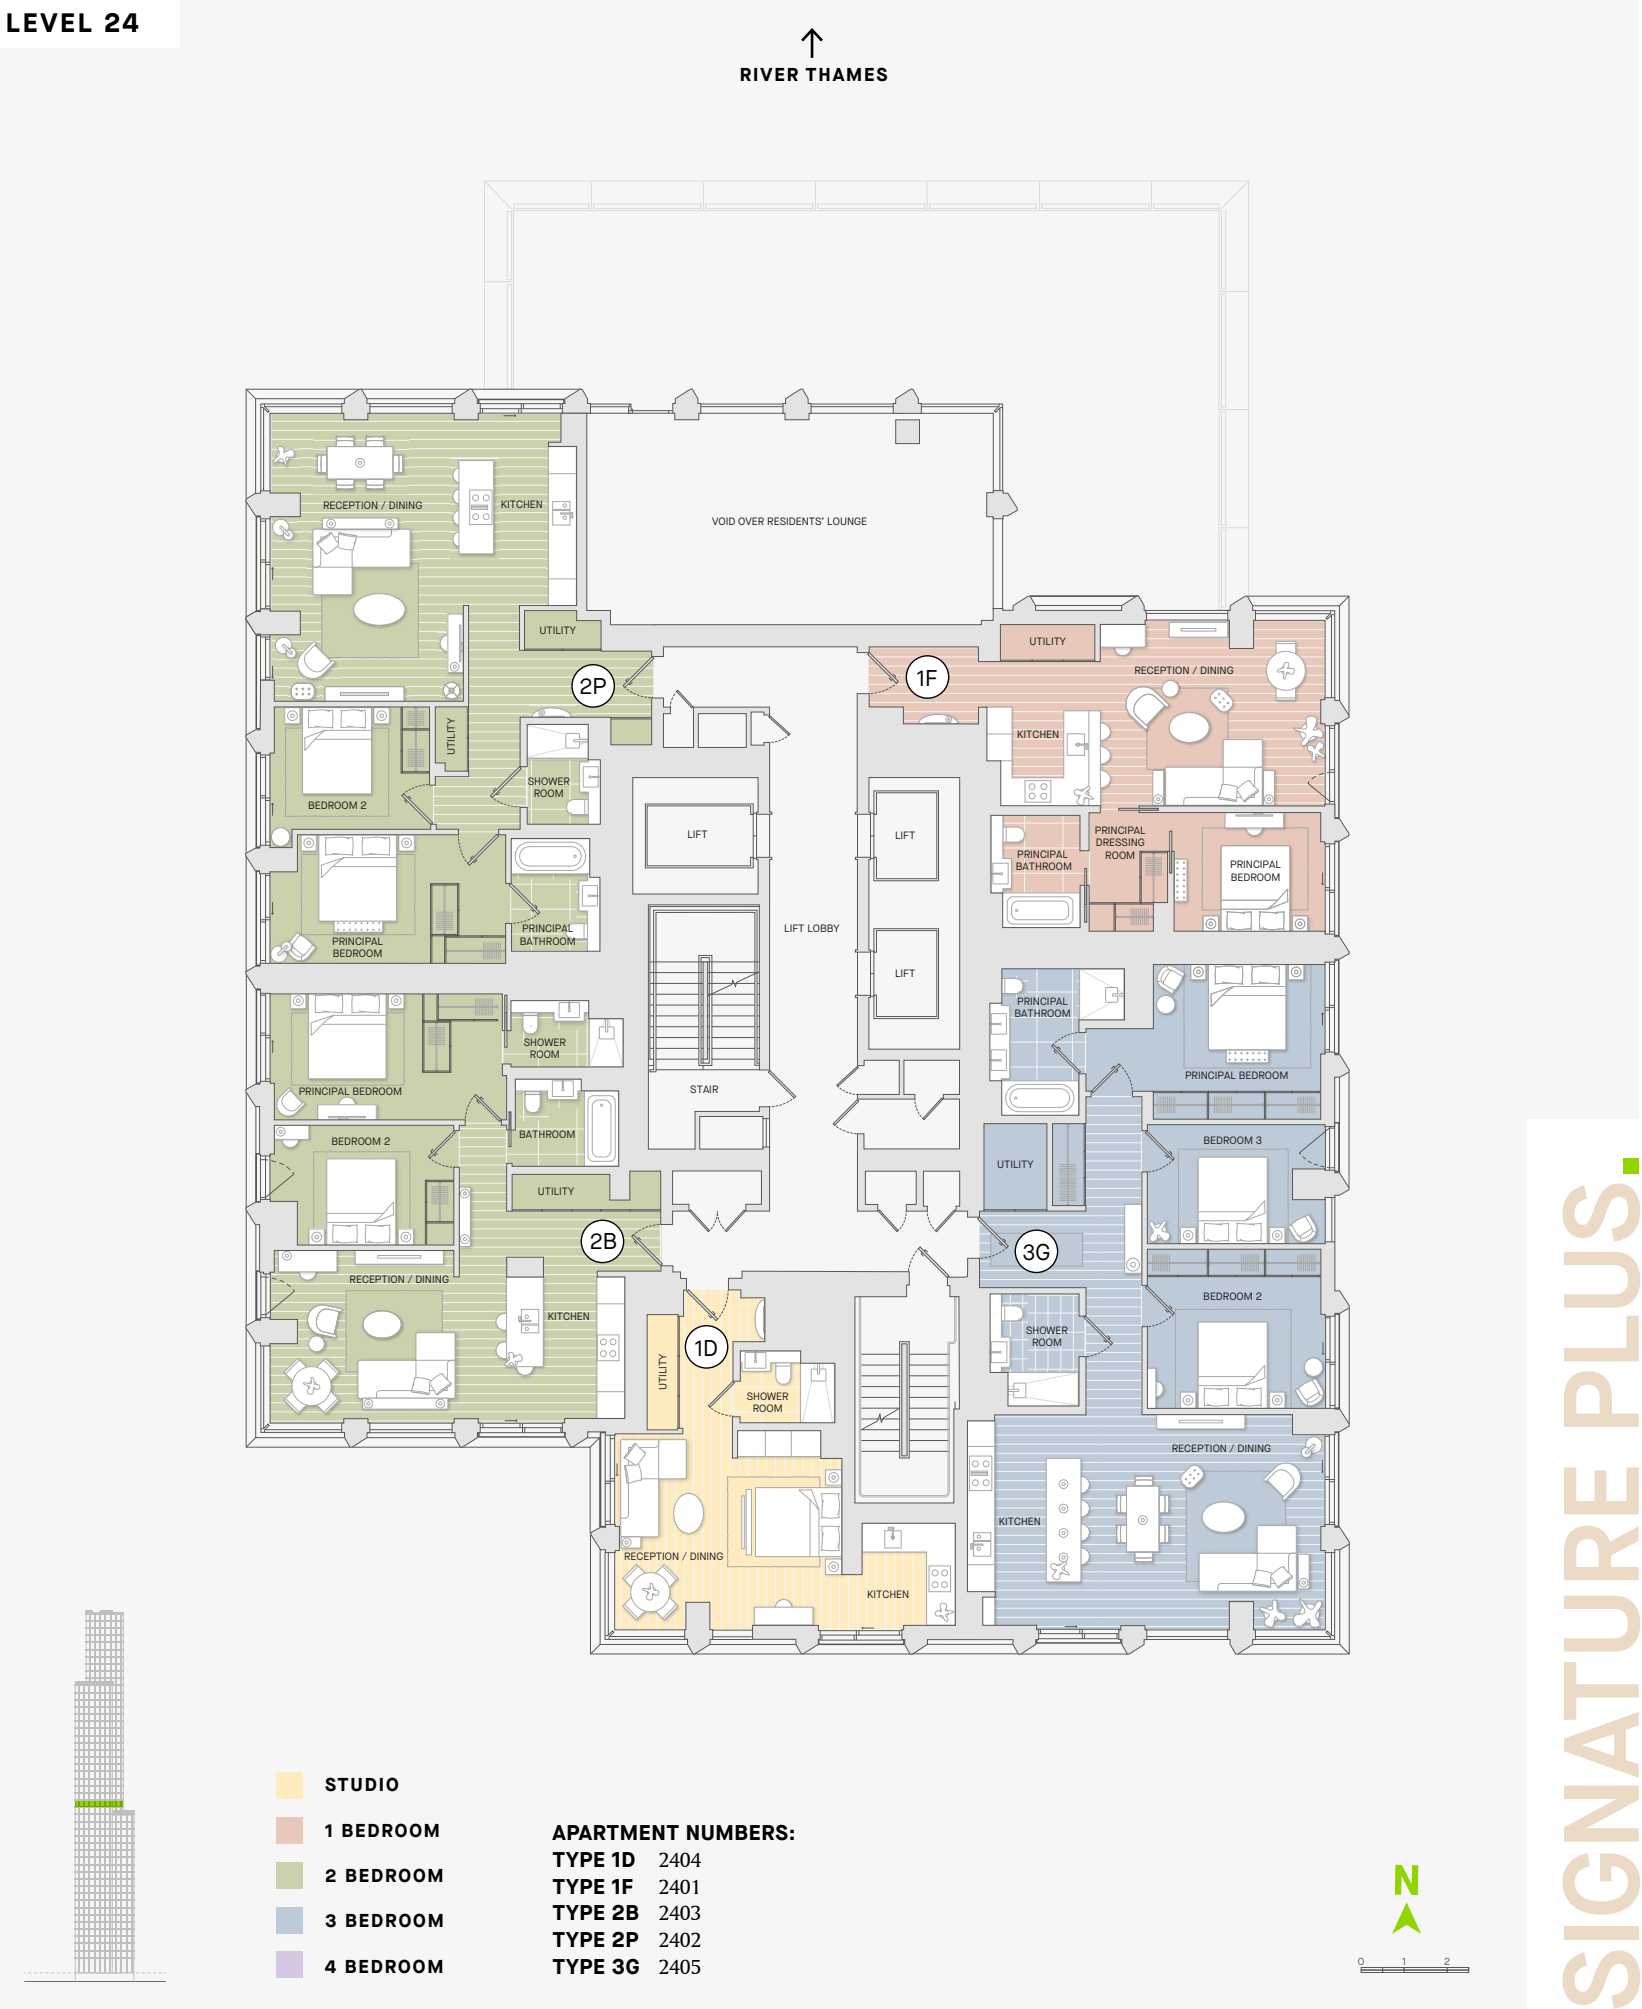 LEVEL 24
RIVER THAMES
RECEPTION / DINING
KITCHEN
VOID OVER RESIDENTS' LOUNGE
UTILITY
2P
UTILITY
BEDROOM 2
SHOWER
ROOM
PRINCIPAL
BEDROOM
PRINCIPAL
BATHROOM
1F
UTILITY
RECEPTION / DINING
KITCHEN
PRINCIPAL
BATHROOM
PRINCIPAL
DRESSING
ROOM
PRINCIPAL
BEDROOM
LIFT
LIFT
LIFT LOBBY
LIFT
STAIR
PRINCIPAL BEDROOM
SHOWER
ROOM
BATHROOM
BEDROOM 2
UTILITY
2B
RECEPTION / DINING
KITCHEN
PRINCIPAL
BATHROOM
PRINCIPAL BEDROOM
UTILITY
BEDROOM 3
3G
BEDROOM 2
SHOWER
ROOM
RECEPTION / DINING
KITCHEN
1D
UTILITY
SHOWER
ROOM
RECEPTION / DINING
KITCHEN
STUDIO
1 BEDROOM
2 BEDROOM
3 BEDROOM
4 BEDROOM
APARTMENT NUMBERS:
TYPE 1D 2404
TYPE 1F 2401
TYPE 2B 2403
TYPE 2P 2402
TYPE 3G 2405
N
0 1 2
SIGNATURE PLUS